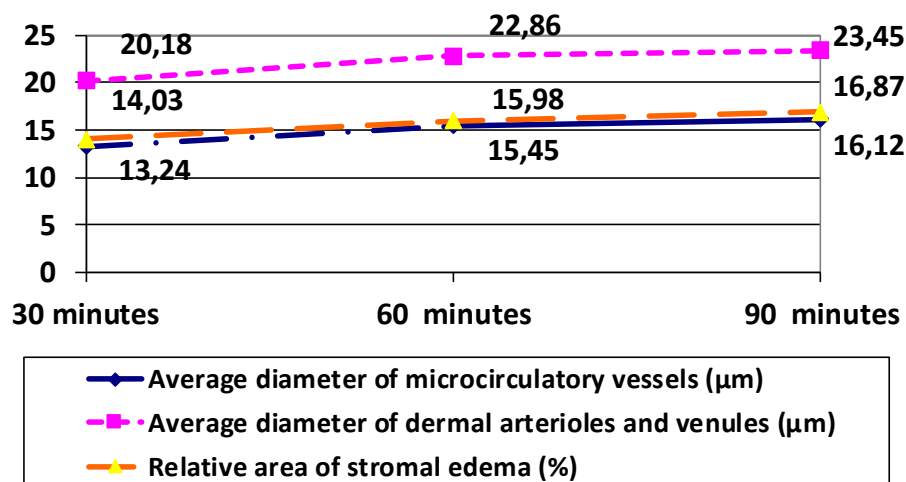 25
20
15
10
5
0
20,18
22,86
23,45
14,03
15,98
16,87
13,24
15,45
16,12
30 minutes
60 minutes
90 minutes
Average diameter of microcirculatory vessels (µm)
Average diameter of dermal arterioles and venules (µm)
Relative area of stromal edema (%)